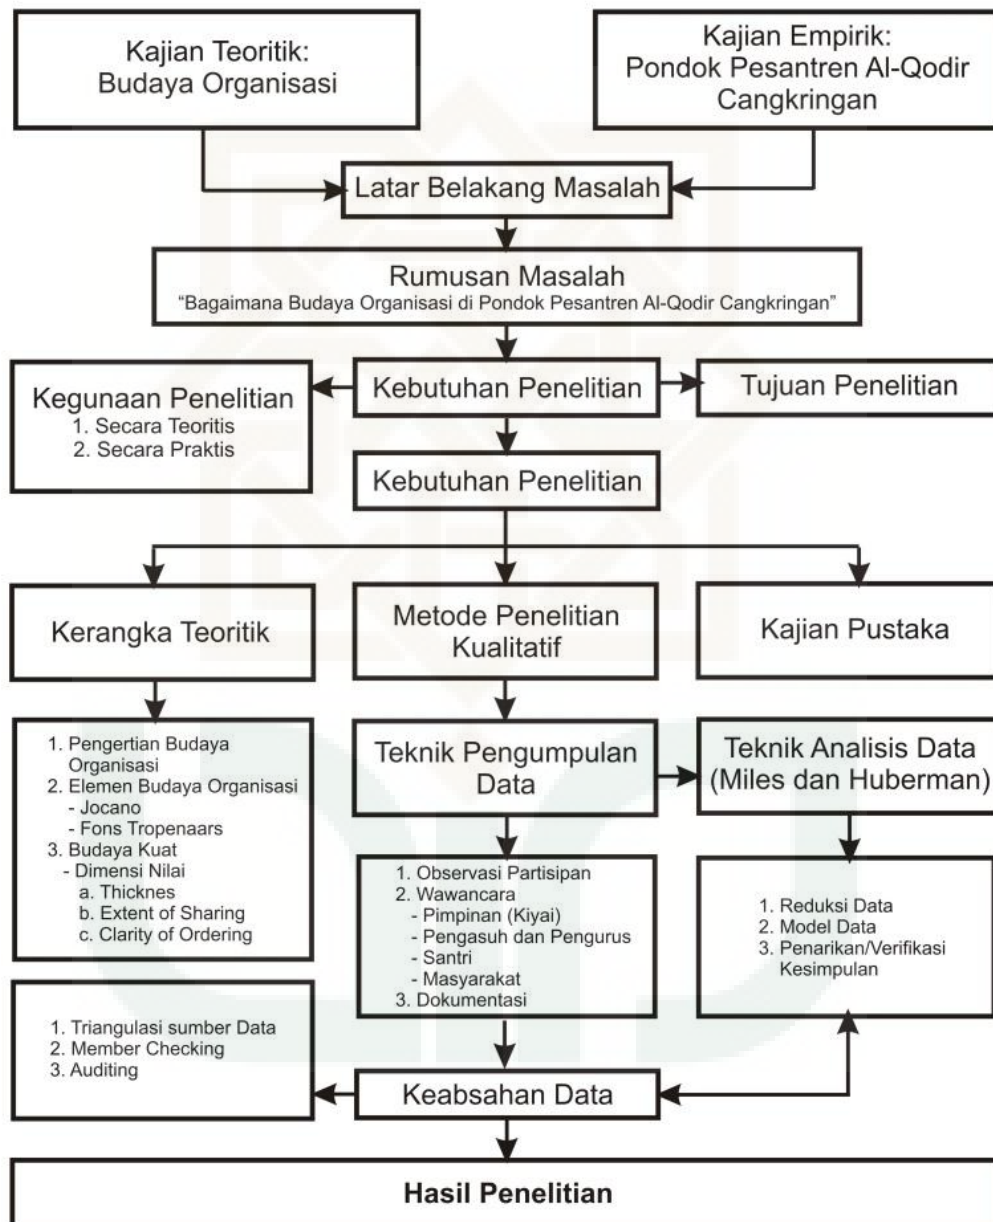 Kajian Teoritik:
Budaya Organisasi
Kajian Empirik:
Pondok Pesantren Al-Qodir
Cangkringan
Latar Belakang Masalah
Rumusan Masalah
“Bagaimana Budaya Organisasi di Pondok Pesantren Al-Qodir Cangkringan”
Kegunaan Penelitian
1. Secara Teoritis
2. Secara Praktis
Kebutuhan Penelitian
Tujuan Penelitian
Kebutuhan Penelitian
Kerangka Teoritik
Metode Penelitian
Kualitatif
Kajian Pustaka
1. Pengertian Budaya
Organisasi
2. Elemen Budaya Organisasi
- Jocano
- Fons Tropenaars
3. Budaya Kuat
- Dimensi Nilai
a. Thicknes
b. Extent of Sharing
c. Clarity of Ordering
Teknik Pengumpulan
Data
Teknik Analisis Data
(Miles dan Huberman)
1. Observasi Partisipan
2. Wawancara
- Pimpinan (Kiyai)
- Pengasuh dan Pengurus
- Santri
- Masyarakat
3. Dokumentasi
1. Reduksi Data
2. Model Data
3. Penarikan/Verifikasi
Kesimpulan
1. Triangulasi sumber Data
2. Member Checking
3. Auditing
Keabsahan Data
Hasil Penelitian